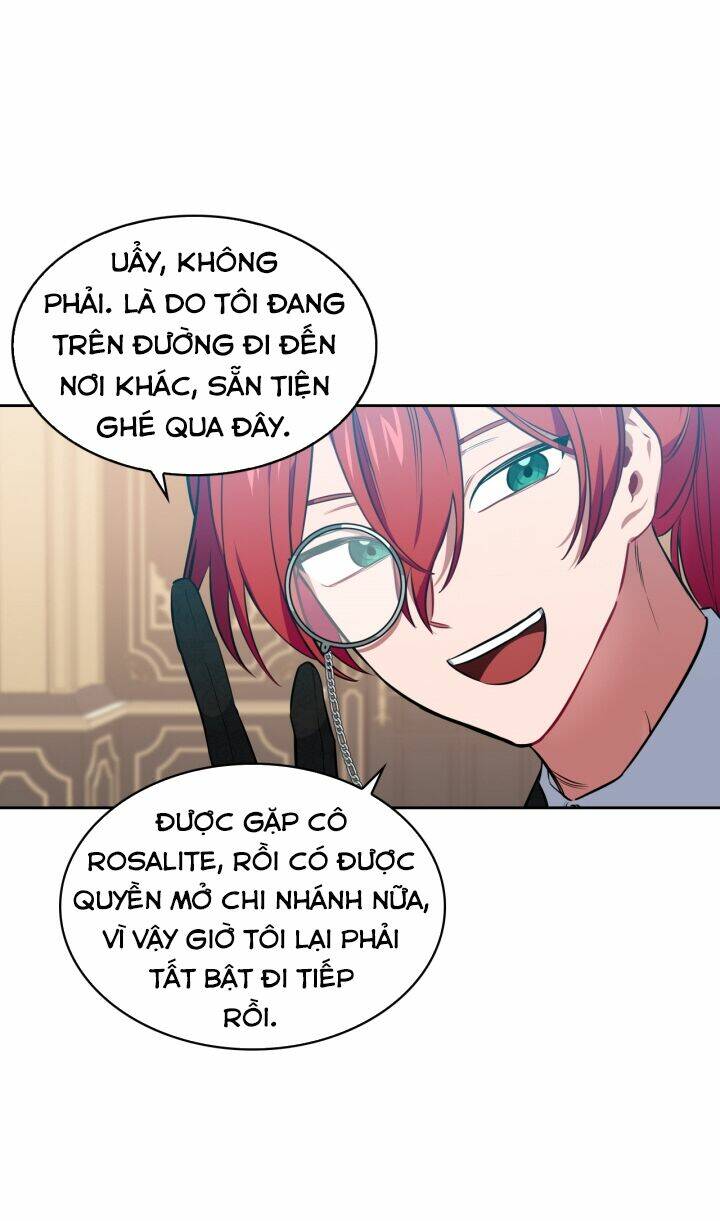 UẨY, KHÔNG
PHẢI. LÀ DO TÔI ĐANG
TRÊN ĐƯỜNG ĐI ĐẾN
NƠI KHÁC, SẴN TIỆN
GHÉ QUA ĐÂY.
ĐƯỢC GẶP CÔ
ROSALITE, RỒI CÓ ĐƯỢC
QUYỀN MỞ CHI NHÁNH NỮA,
VÌ VẬY GIỜ TÔI LẠI PHẢI
TẤT BẬT ĐI TIẾP
RỒI.